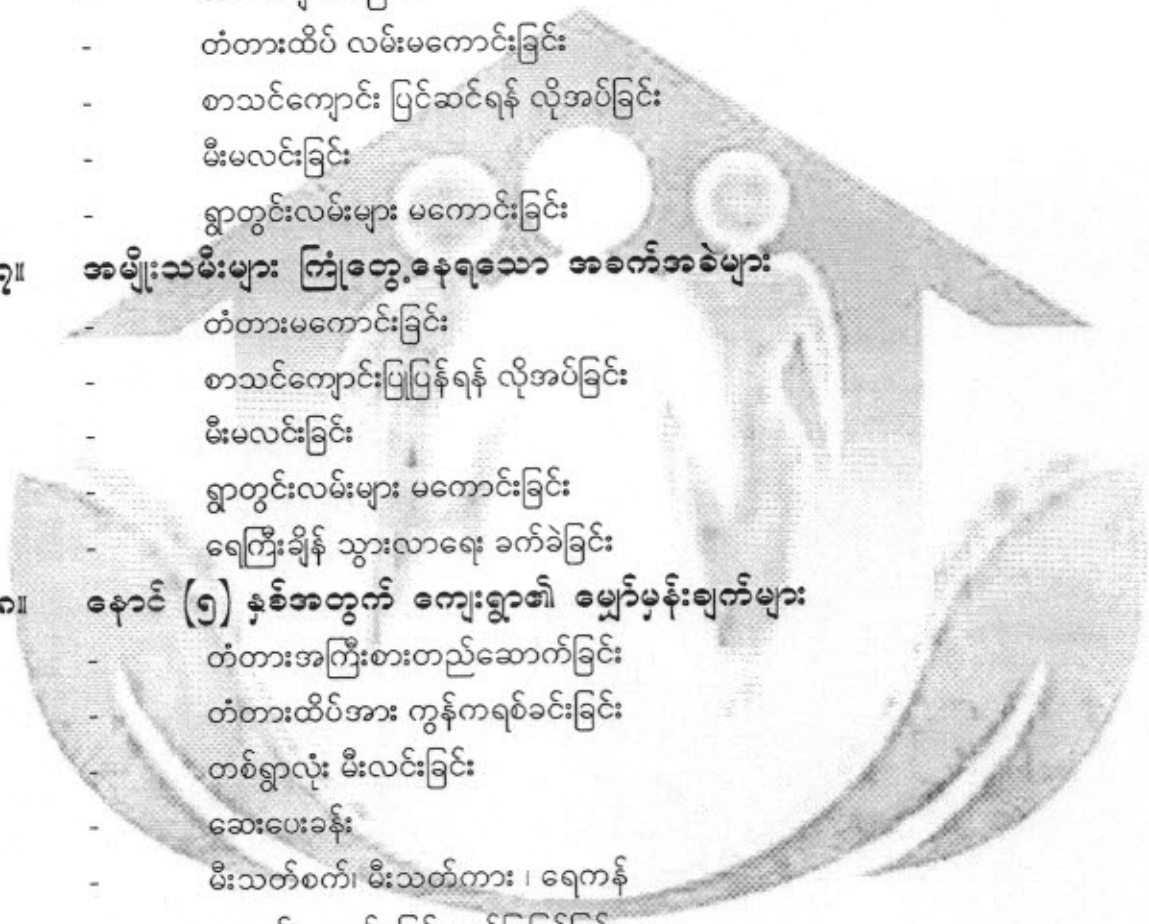 - တံတားထိပ် လမ်းမကောင်းခြင်း
- စာသင်ကျောင်း ပြင်ဆင်ရန် လိုအပ်ခြင်း
- မီးမလင်းခြင်း
- ရွာတွင်းလမ်းများ မကောင်းခြင်း
၇။ အမျိုးသမီးများ ကြုံတွေ့နေရသော အခက်အခဲများ
- တံတားမကောင်းခြင်း
- စာသင်ကျောင်းပြုပြန်ရန် လိုအပ်ခြင်း
- မီးမလင်းခြင်း
- ရွာတွင်းလမ်းများ မကောင်းခြင်း
- ရေကြီးချိန် သွားလာရေး ခက်ခဲခြင်း
၈။ နောင် (၅) နှစ်အတွက် ကျေးရွာ၏ မျှော်မှန်းချက်များ
- တံတားအကြီးစားတည်ဆောက်ခြင်း
- တံတားထိပ်အား ကွန်ကရစ်ခင်းခြင်း
- တစ်ရွာလုံး မီးလင်းခြင်း
- ဆေးပေးခန်း
- မီးသတ်စက်၊ မီးသတ်ကား ၊ ရေကန်